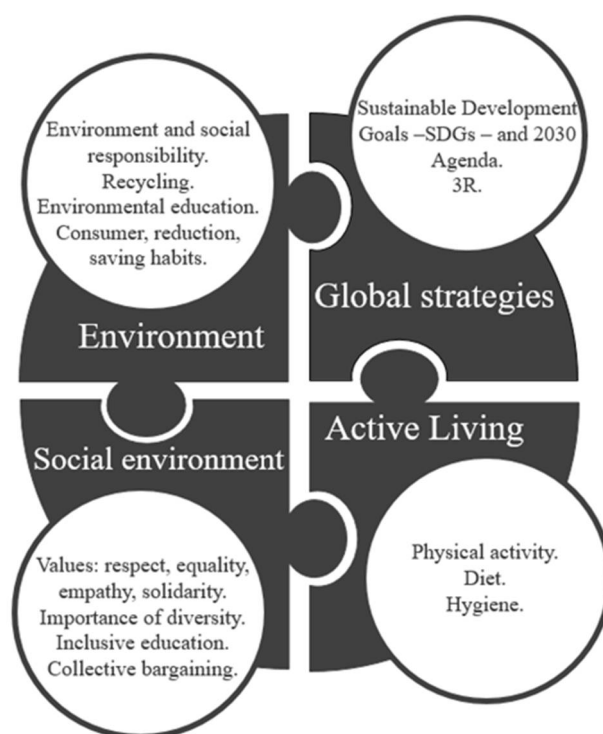 Environment and social
responsibility.
Recycling.
Environmental education.
Consumer, reduction,
saving habits.
Environment
Sustainable Development
Goals –SDGs – and 2030
Agenda.
3R.
Global strategies
Social environment
Values: respect, equality,
empathy, solidarity.
Importance of diversity.
Inclusive education.
Collective bargaining.
Active Living
Physical activity.
Diet.
Hygiene.